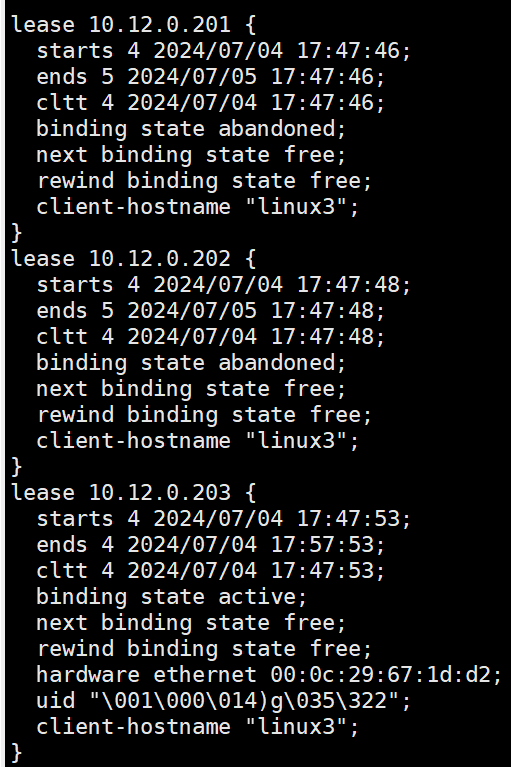 lease 10.12.0.201 {
  starts 4 2024/07/04 17:47:46;
  ends 5 2024/07/05 17:47:46;
  cltt 4 2024/07/04 17:47:46;
  binding state abandoned;
  next binding state free;
  rewind binding state free;
  client-hostname "linux3";
}
lease 10.12.0.202 {
  starts 4 2024/07/04 17:47:48;
  ends 5 2024/07/05 17:47:48;
  cltt 4 2024/07/04 17:47:48;
  binding state abandoned;
  next binding state free;
  rewind binding state free;
  client-hostname "linux3";
}
lease 10.12.0.203 {
  starts 4 2024/07/04 17:47:53;
  ends 4 2024/07/04 17:57:53;
  cltt 4 2024/07/04 17:47:53;
  binding state active;
  next binding state free;
  rewind binding state free;
  hardware ethernet 00:0c:29:67:1d:d2;
  uid "\001\000\014)g\035\322";
  client-hostname "linux3";
}